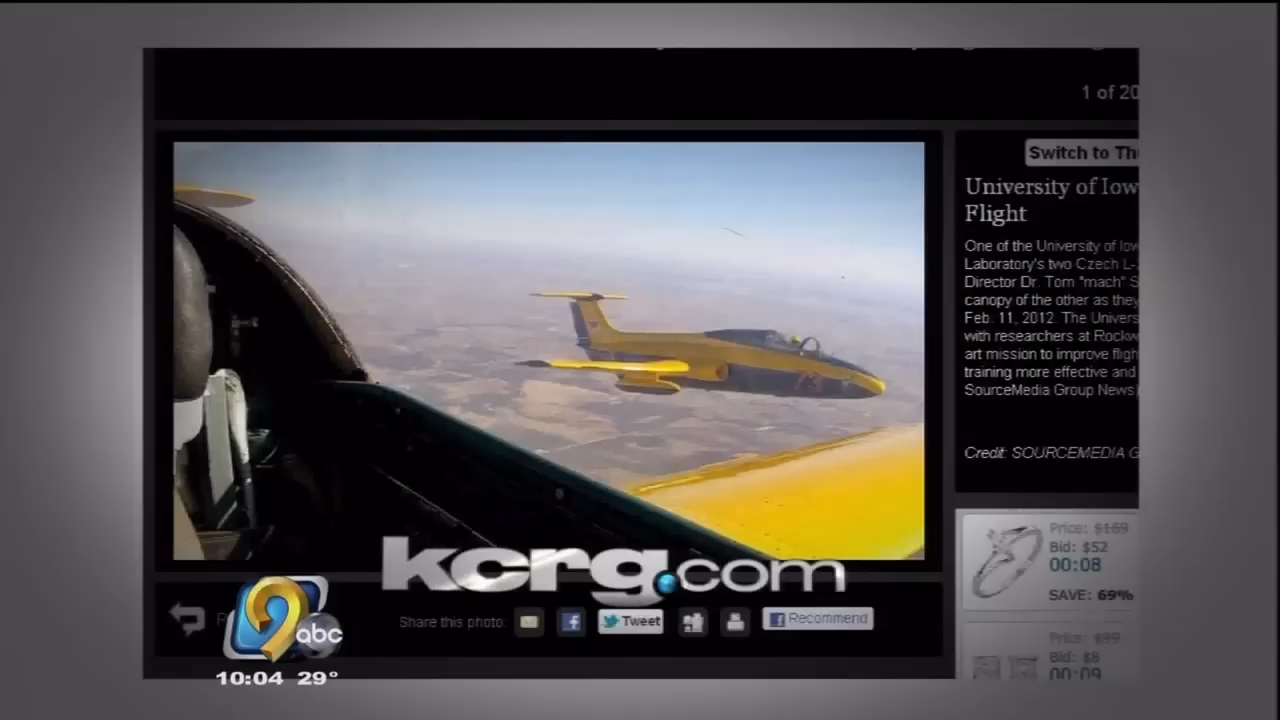 1 of 20
Switch to Th
University of Iow
Flight
One of the University of Iow
Laboratory's two Czech L-
Director Dr. Tom "mach" S
canopy of the other as they
Feb. 11, 2012. The Univers
with researchers at Rockw
art mission to improve fligh
training more effective and
SourceMedia Group News)
Credit: SOURCEMEDIA G
Price: $169
Bid: $52
00:08
SAVE: 69%
kcrg.com
Share this photo:
Tweet
Recommend
9
abc
Price: $99
Bid: $8
00:09
10:04 29°